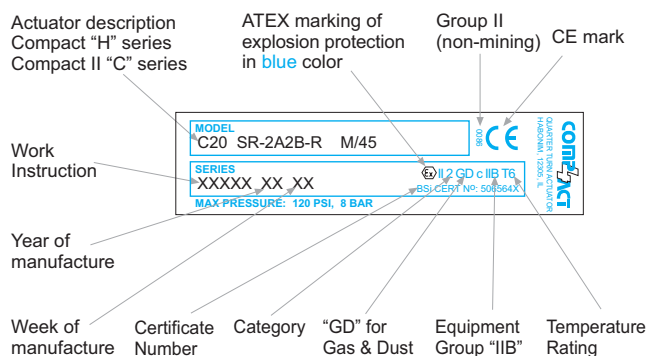 Actuator description
Compact “H” series
Compact II “C” series
ATEX marking of
explosion protection
in blue color
Group II
(non-mining)
CE mark
MODEL
C20 SR-2A2B-R M/45
0086
CE
COMPACT
QUARTER TURN ACTUATOR
HABONIM, 12305, IL
Work
Instruction
SERIES
XXXXX XX XX
Ex II 2 GD c IIB T6
BSi CERT NO: 506564X
MAX PRESSURE: 120 PSI, 8 BAR
Year of
manufacture
Week of
manufacture
Certificate
Number
Category
“GD” for
Gas & Dust
Equipment
Group “IIB”
Temperature
Rating